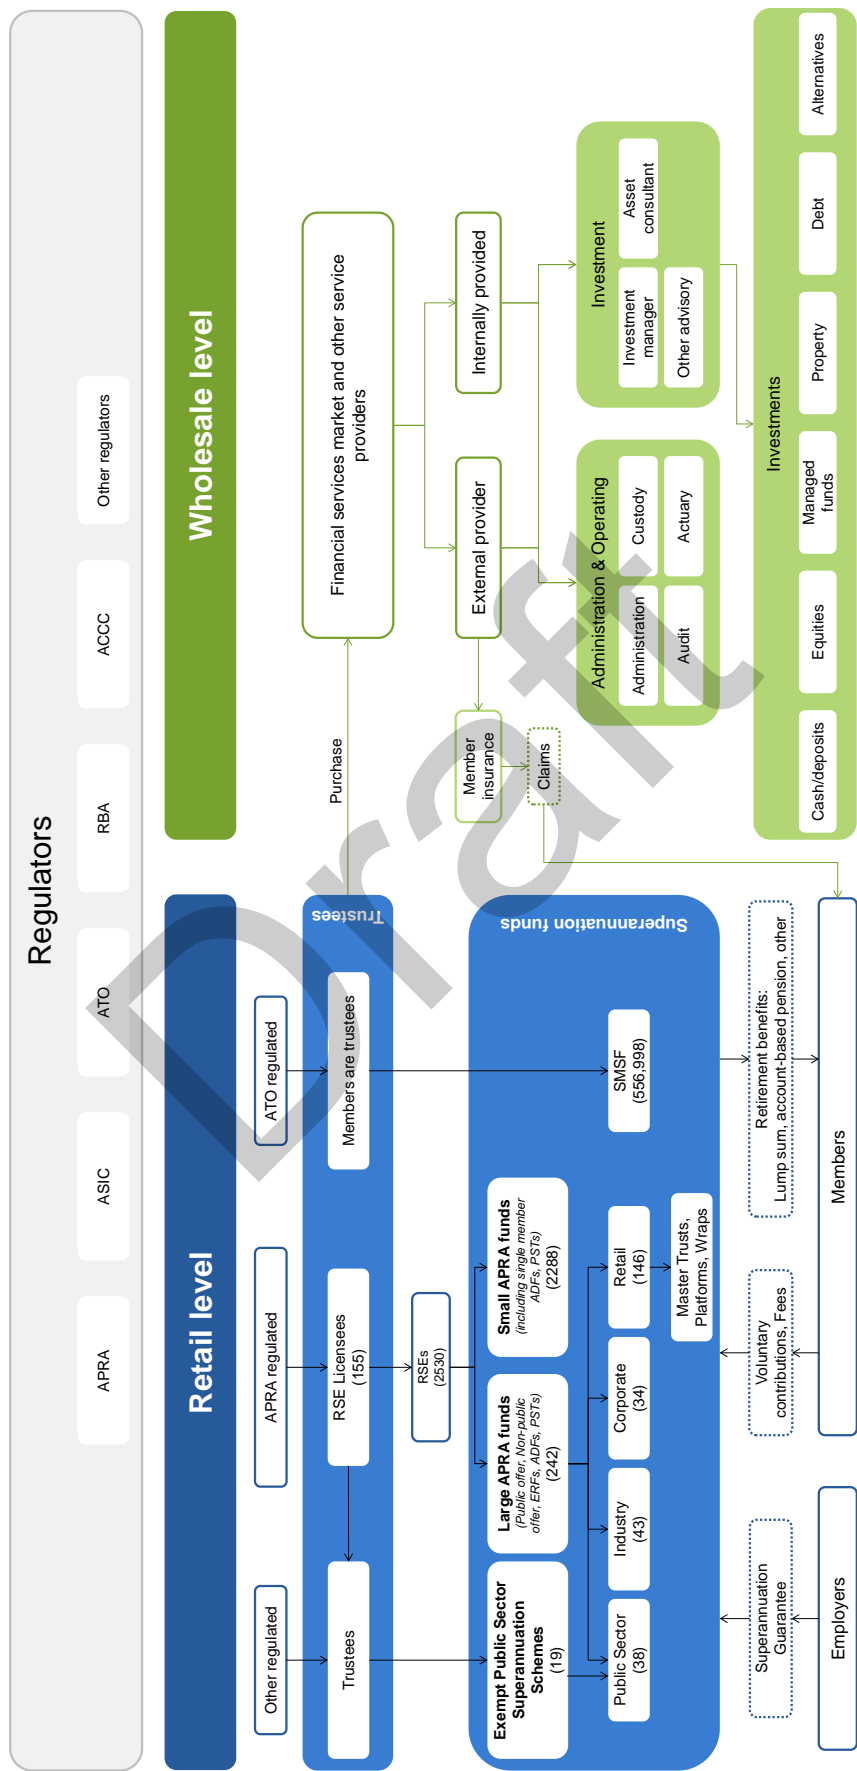 Regulators
APRA
ASIC
ATO
RBA
ACCC
Other regulators
Retail level
Wholesale level
Other regulated
APRA regulated
ATO regulated
Trustees
RSE Licensees
(155)
Members are trustees
Trustees
Purchase
Financial services market and other service
providers
RSEs
(2530)
External provider
Internally provided
Member
insurance
Claims
Exempt Public Sector
Superannuation
Schemes
(19)
Large APRA funds
(Public offer, Non-public
offer, ERFs, ADFs, PSTs)
(242)
Small APRA funds
(including single member
ADFs, PSTs)
(2288)
Superannuation funds
Public Sector
(38)
Industry
(43)
Corporate
(34)
Retail
(146)
SMSF
(556,998)
Master Trusts,
Platforms, Wraps
Administration & Operating
Administration
Custody
Audit
Actuary
Investment
Investment
manager
Asset
consultant
Other advisory
Superannuation
Guarantee
Voluntary
contributions, Fees
Retirement benefits:
Lump sum, account-based pension, other
Employers
Members
Investments
Cash/deposits
Equities
Managed
funds
Property
Debt
Alternatives
Draft